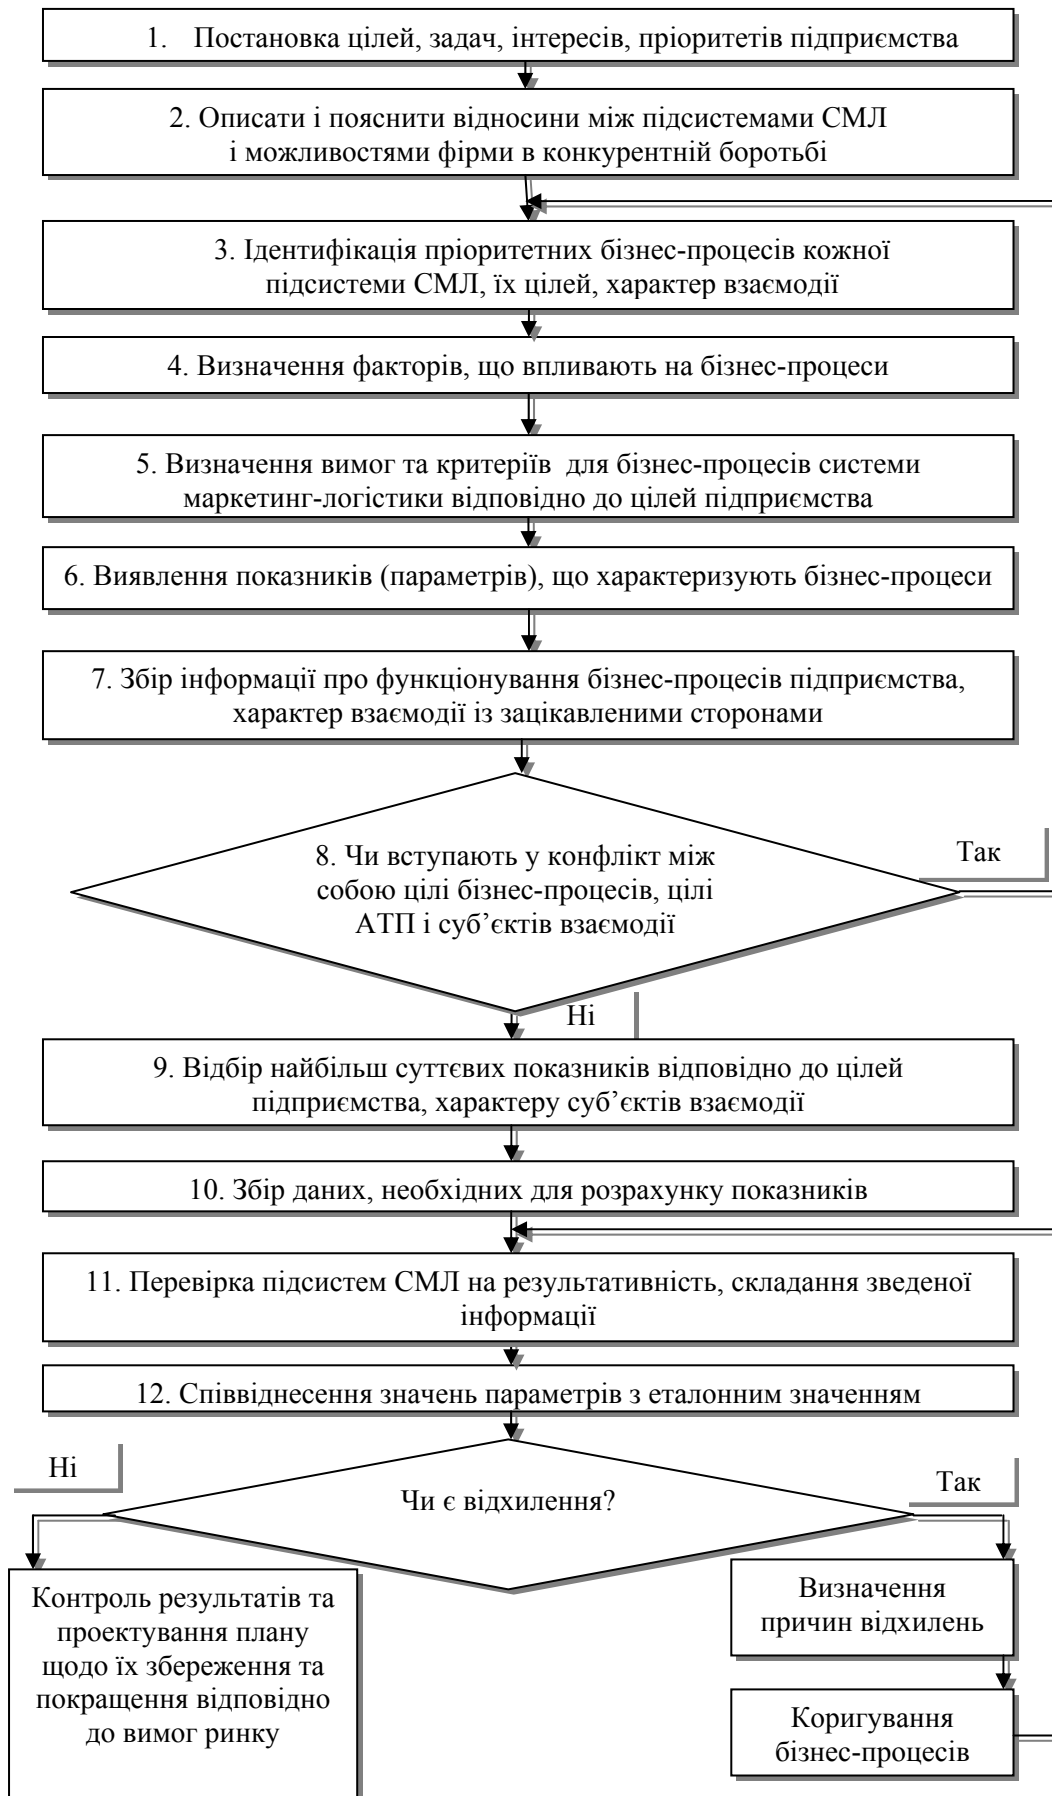 1. Постановка цілей, задач, інтересів, пріоритетів підприємства
2. Описати і пояснити відносини між підсистемами СМЛ
і можливостями фірми в конкурентній боротьбі
3. Ідентифікація пріоритетних бізнес-процесів кожної
підсистеми СМЛ, їх цілей, характер взаємодії
4. Визначення факторів, що впливають на бізнес-процеси
5. Визначення вимог та критеріїв для бізнес-процесів системи
маркетинг-логістики відповідно до цілей підприємства
6. Виявлення показників (параметрів), що характеризують бізнес-процеси
7. Збір інформації про функціонування бізнес-процесів підприємства,
характер взаємодії із зацікавленими сторонами
8. Чи вступають у конфлікт між
собою цілі бізнес-процесів, цілі
АТП і суб’єктів взаємодії
Так
Ні
9. Відбір найбільш суттєвих показників відповідно до цілей
підприємства, характеру суб’єктів взаємодії
10. Збір даних, необхідних для розрахунку показників
11. Перевірка підсистем СМЛ на результативність, складання зведеної
інформації
12. Співвіднесення значень параметрів з еталонним значенням
Ні
Чи є відхилення?
Так
Контроль результатів та
проектування плану
щодо їх збереження та
покращення відповідно
до вимог ринку
Визначення
причин відхилень
Коригування
бізнес-процесів